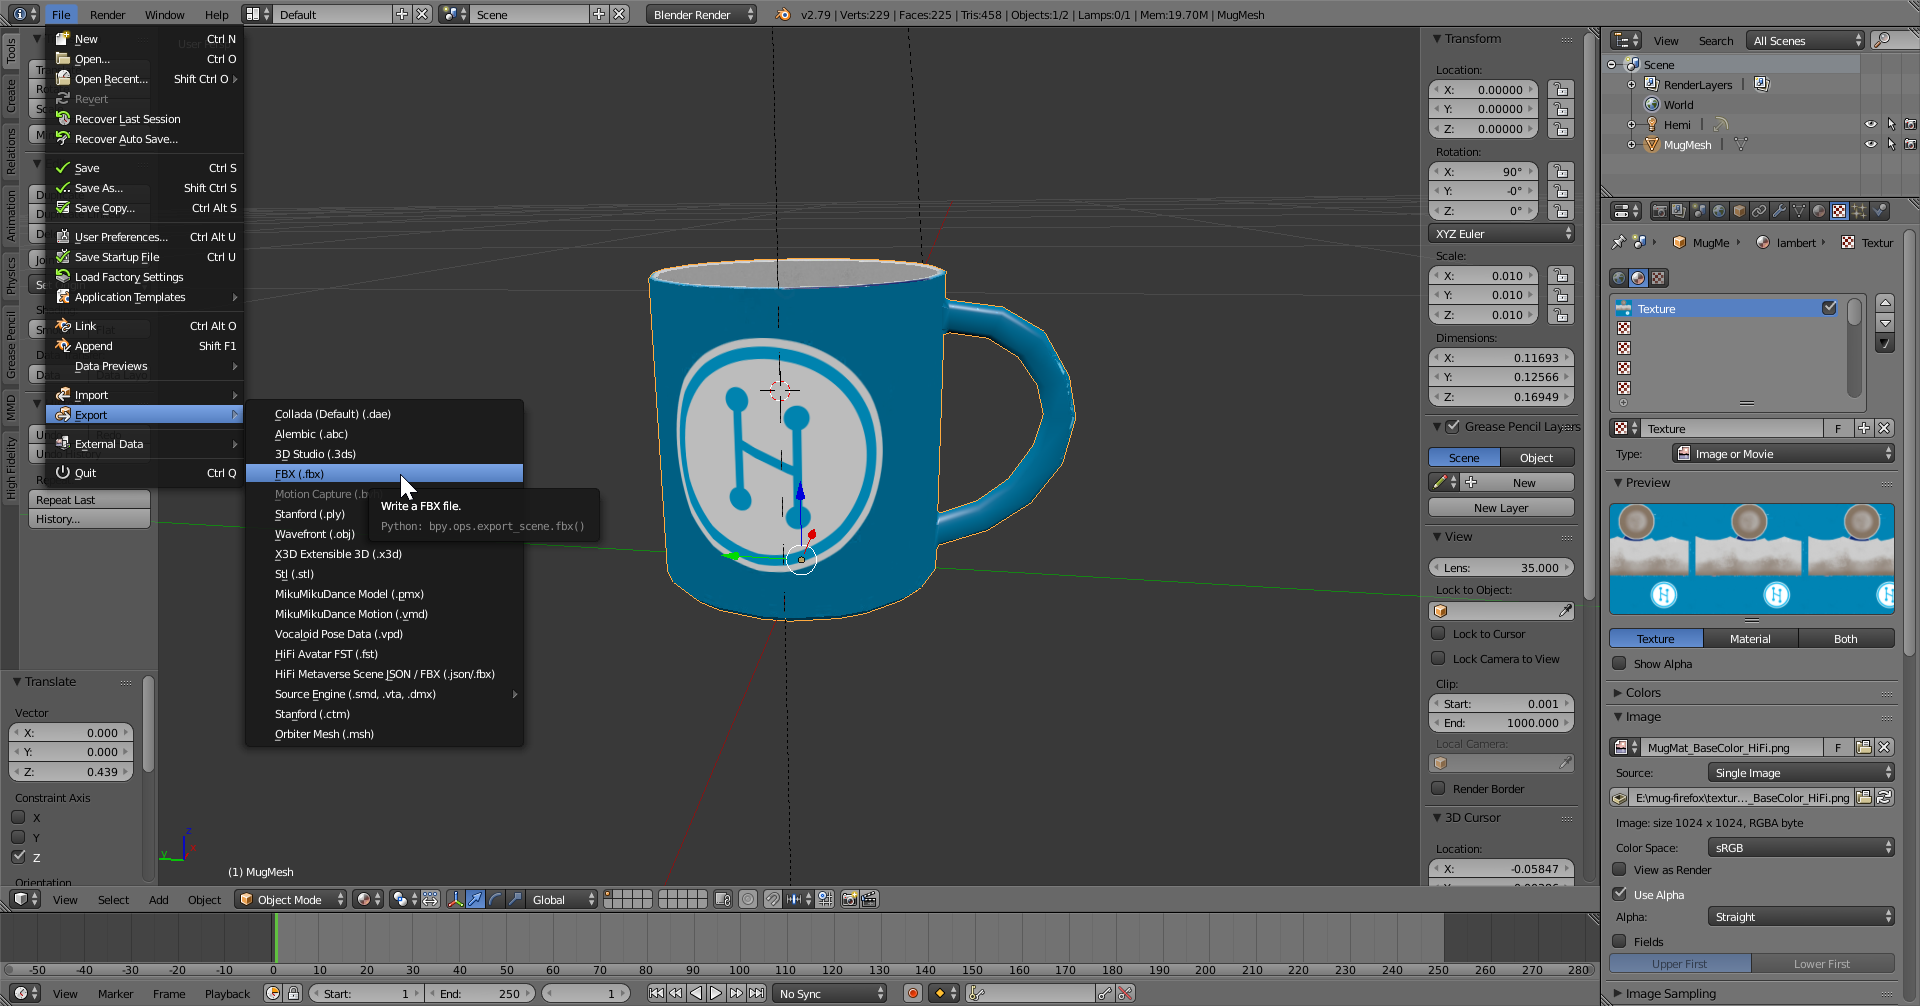 File Render Window Help Default Scene Blender Render v2.79 | Verts:229 | Faces:225 | Tris:458 | Objects:1/2 | Lamps:0/1 | Mem:19.70M | MugMesh
New Ctrl N
Open... Ctrl O
Open Recent... Shift Ctrl O
Revert
Recover Last Session
Recover Auto Save...
Save Ctrl S
Save As... Shift Ctrl S
Save Copy... Ctrl Alt S
User Preferences... Ctrl Alt U
Save Startup File Ctrl U
Load Factory Settings
Application Templates
Link Ctrl Alt O
Append Shift F1
Data Previews
Import
Export
External Data
Quit Ctrl Q
Repeat Last
History...
Tools
Create
Relations
Animation
Physics
Grease Pencil
MMD
High Fidelity
Collada (Default) (.dae)
Alembic (.abc)
3D Studio (.3ds)
FBX (.fbx)
Motion Capture (.b
Stanford (.ply)
Wavefront (.obj)
X3D Extensible 3D (.x3d)
Stl (.stl)
MikuMikuDance Model (.pmx)
MikuMikuDance Motion (.vmd)
Vocaloid Pose Data (.vpd)
HiFi Avatar FST (.fst)
HiFi Metaverse Scene JSON / FBX (.json/.fbx)
Source Engine (.smd, .vta, .dmx)
Stanford (.ctm)
Orbiter Mesh (.msh)
Write a FBX file.
Python: bpy.ops.export_scene.fbx()
Translate
Vector
X: 0.000
Y: 0.000
Z: 0.439
Constraint Axis
X
Y
Z
Orientation
z
y
(1) MugMesh
Transform
Location:
X: 0.00000
Y: 0.00000
Z: 0.00000
Rotation:
X: 90°
Y: -0°
Z: 0°
XYZ Euler
Scale:
X: 0.010
Y: 0.010
Z: 0.010
Dimensions:
X: 0.11693
Y: 0.12566
Z: 0.16949
Grease Pencil Layers
Scene Object
New
New Layer
View
Lens: 35.000
Lock to Object:
Lock to Cursor
Lock Camera to View
Clip:
Start: 0.001
End: 1000.000
Local Camera:
Render Border
3D Cursor
Location:
X: -0.05847
View Search All Scenes
Scene
RenderLayers |
World
Hemi |
MugMesh |
MugMe lambert Textur
Texture
Texture F
Type: Image or Movie
Preview
Texture Material Both
Show Alpha
Colors
Image
MugMat_BaseColor_HiFi.png F
Source: Single Image
E:\mug-firefox\textur..._BaseColor_HiFi.png
Image: size 1024 x 1024, RGBA byte
Color Space: sRGB
View as Render
Use Alpha
Alpha: Straight
Fields
Upper First Lower First
Image Sampling
View Select Add Object Object Mode Global
-50 -40 -30 -20 -10 0 10 20 30 40 50 60 70 80 90 100 110 120 130 140 150 160 170 180 190 200 210 220 230 240 250 260 270 280
View Marker Frame Playback Start: 1 End: 250 1 No Sync